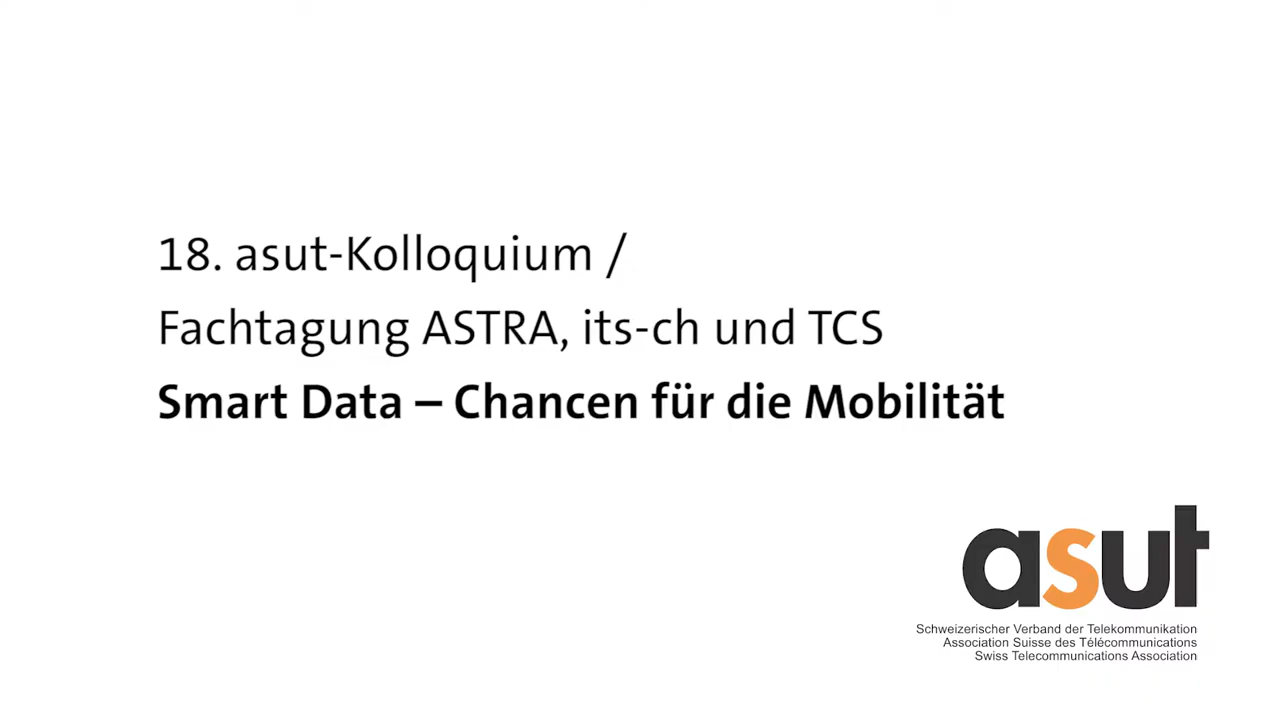 18. asut-Kolloquium /
Fachtagung ASTRA, its-ch und TCS
Smart Data – Chancen für die Mobilität
asut
Schweizerischer Verband der Telekommunikation
Association Suisse des Télécommunications
Swiss Telecommunications Association